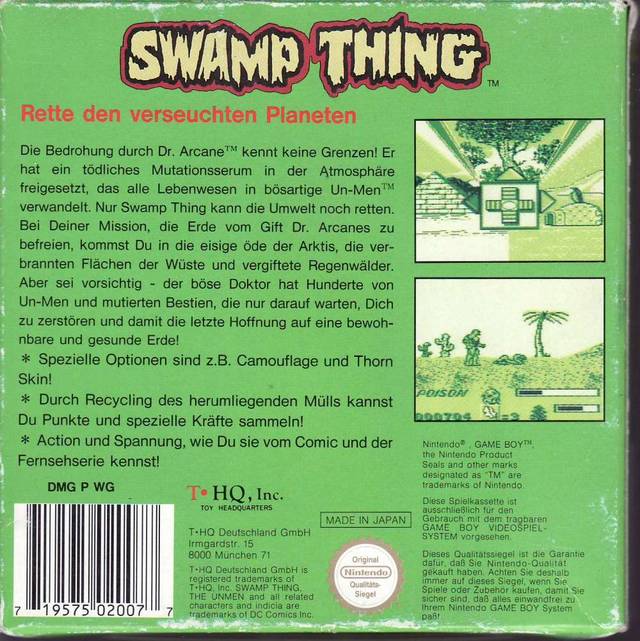 SWAMP THING TM
Rette den verseuchten Planeten
Die Bedrohung durch Dr. Arcane™ kennt keine Grenzen! Er
hat ein tödliches Mutationsserum in der Atmosphäre
freigesetzt, das alle Lebenwesen in bösartige Un-Men™
verwandelt. Nur Swamp Thing kann die Umwelt noch retten.
Bei Deiner Mission, die Erde vom Gift Dr. Arcanes zu
befreien, kommst Du in die eisige öde der Arktis, die ver-
brannten Flächen der Wüste und vergiftete Regenwälder.
Aber sei vorsichtig - der böse Doktor hat Hunderte von
Un-Men und mutierten Bestien, die nur darauf warten, Dich
zu zerstören und damit die letzte Hoffnung auf eine bewoh-
nbare und gesunde Erde!
* Spezielle Optionen sind z.B. Camouflage und Thorn
Skin!
* Durch Recycling des herumliegenden Mülls kannst
Du Punkte und spezielle Kräfte sammeln!
* Action und Spannung, wie Du sie vom Comic und der
Fernsehserie kennst!
POISON
000704 =3
DMG P WG
7 19575 02007 7
T•HQ, Inc.
TOY HEADQUARTERS
MADE IN JAPAN
T•HQ Deutschland GmbH
Irmgardstr. 15
8000 München 71
T•HQ Deutschland GmbH is
registered trademarks of
T•HQ, Inc. SWAMP THING,
THE UNMEN and all related
characters and indicia are
trademarks of DC Comics Inc.
Original
Nintendo
Qualitäts-
Siegel
Nintendo®, GAME BOY™,
the Nintendo Product
Seals and other marks
designated as "TM" are
trademarks of Nintendo.
Diese Spielkassette ist
ausschließlich für den
Gebrauch mit dem tragbaren
GAME BOY VIDEOSPIEL-
SYSTEM vorgesehen.
Dieses Qualitätssiegel ist die Garantie
dafür, daß Sie Nintendo-Qualität
gekauft haben. Achten Sie deshalb
immer auf dieses Siegel, wenn Sie
Spiele oder Zubehör kaufen, damit Sie
sicher sind, daß alles einwandfrei zu
Ihrem Nintendo GAME BOY System
paßt.